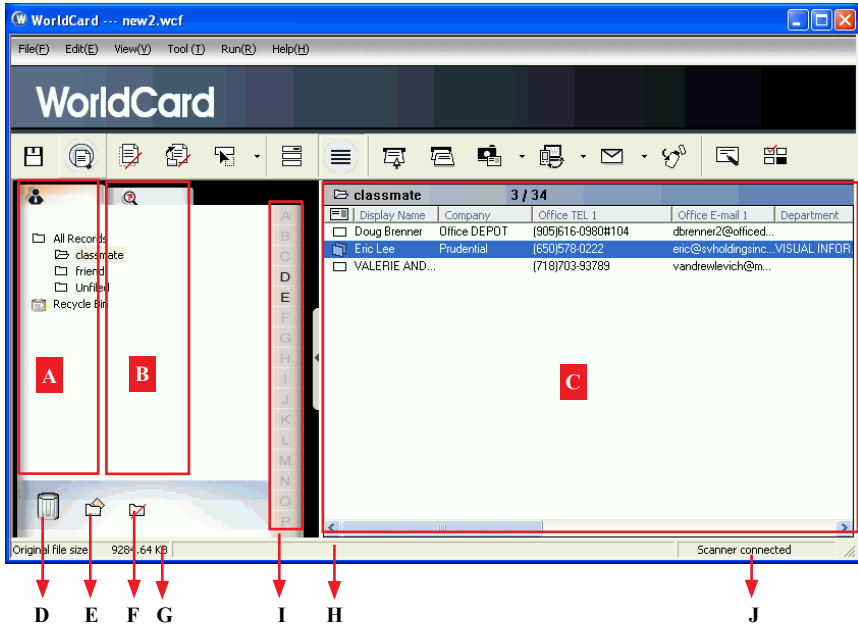 WorldCard --- new2.wcf
File(F) Edit(E) View(V) Tool (T) Run(R) Help(H)
WorldCard
classmate 3 / 34
Display Name Company Office TEL 1 Office E-mail 1 Department
Doug Brenner Office DEPOT (905)616-0980#104 dbrenner2@officed...
Eric Lee Prudential (650)578-0222 eric@svholdingsinc... VISUAL INFOR.
VALERIE AND... (718)703-93789 vandrewlevich@m...
All Records
classmate
friend
Unfiled
Recycle Bin
A
B
C
D
E
F
G
H
I
J
K
L
M
N
O
P
A
B
C
Original file size 9284.64 KB Scanner connected
D E F G I H J